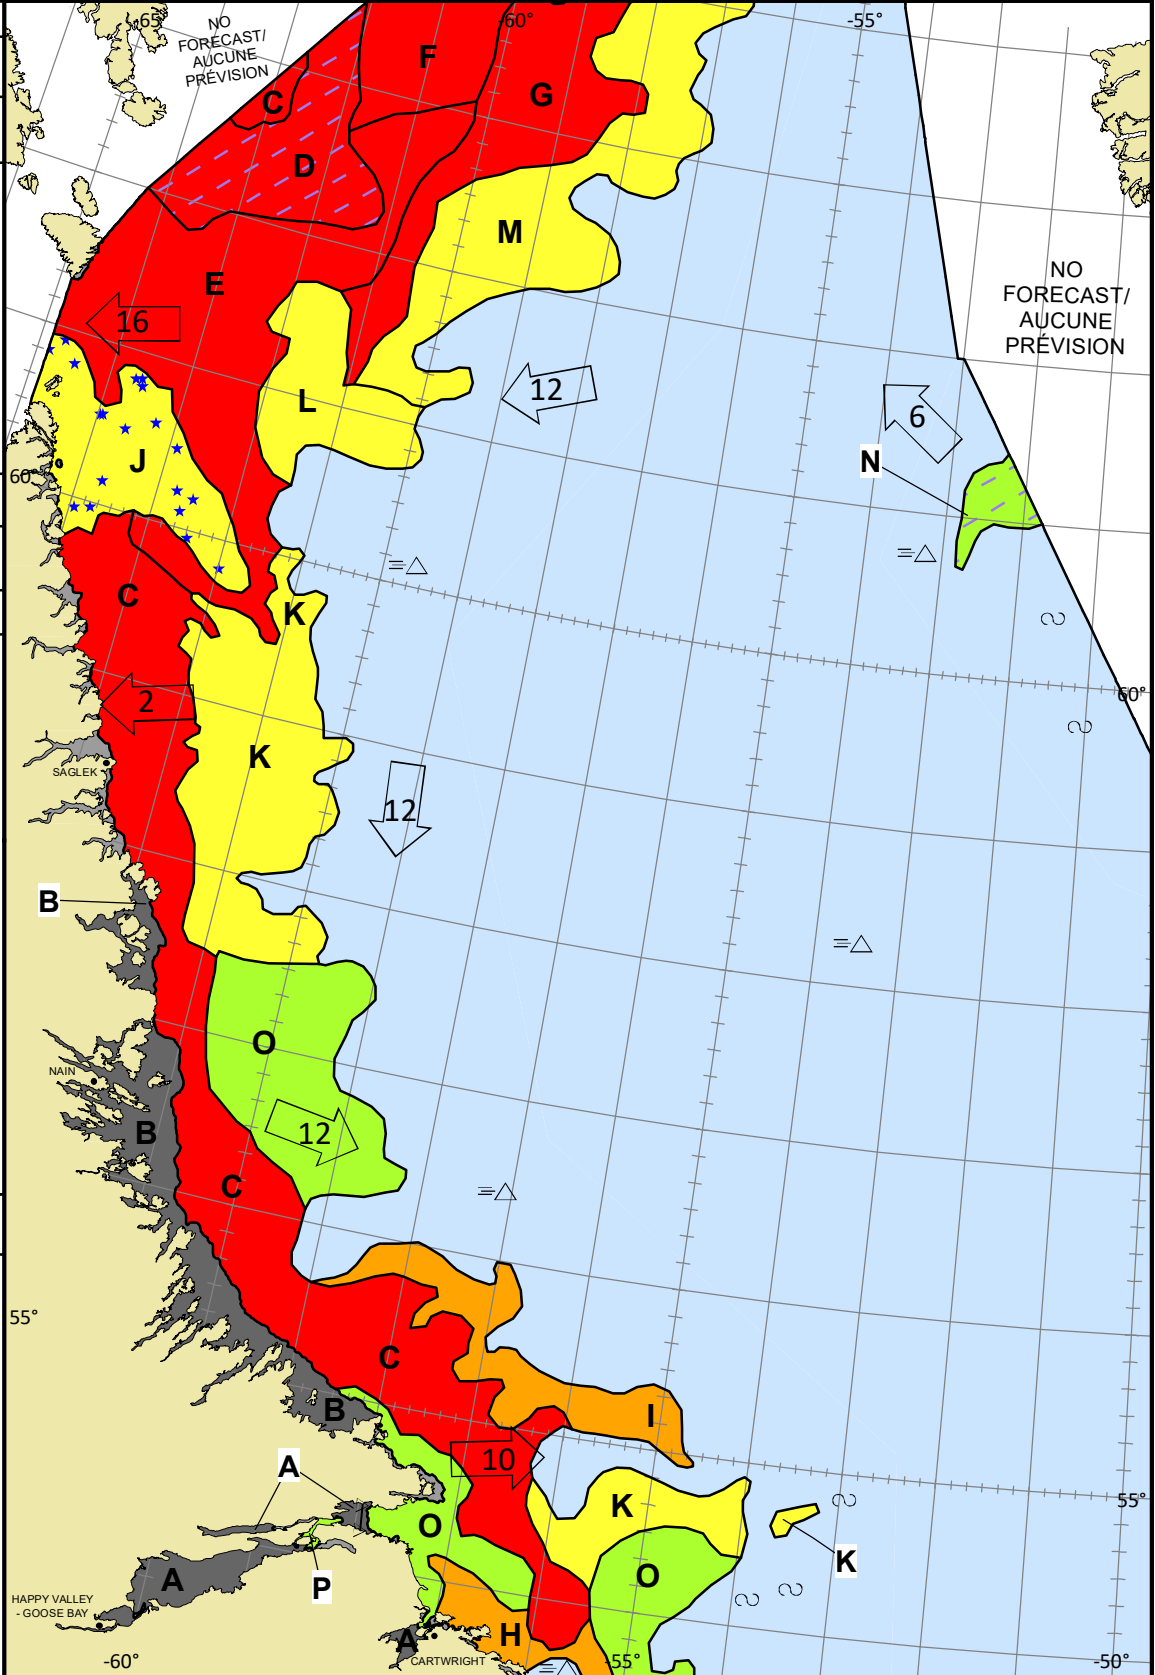 -65°
NO
FORECAST/
AUCUNE
PRÉVISION
-60°
-55°
F
C
G
D
M
E
NO
FORECAST/
AUCUNE
PRÉVISION
16
12
6
L
J
N
60°
C
K
60°
2
K
SAGLEK
12
B
O
NAIN
B
12
C
55°
C
B
I
10
A
K
55°
O
K
A
P
O
HAPPY VALLEY
- GOOSE BAY
H
A
CARTWRIGHT
-60°
-55°
-50°